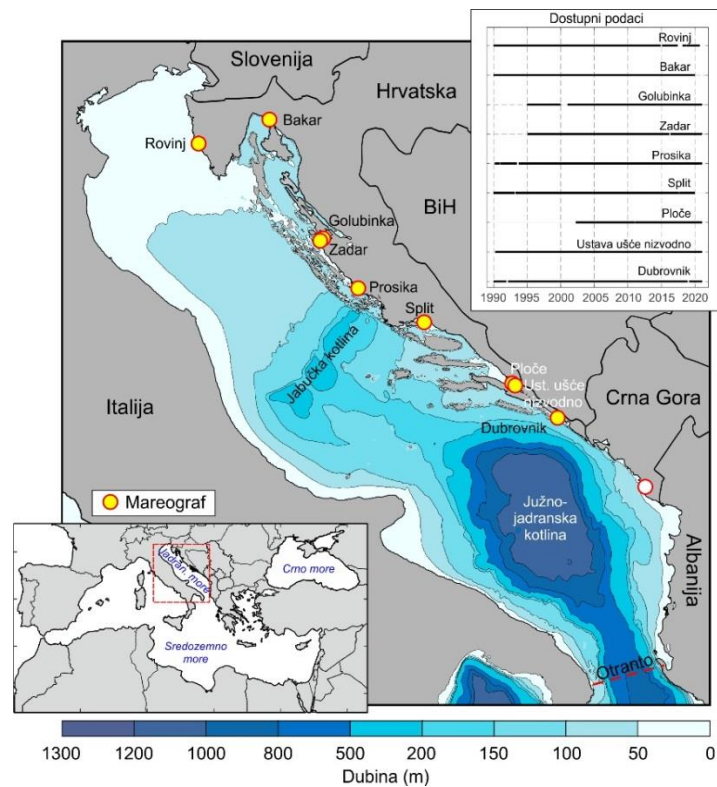 Dostupni podaci
Rovinj
Bakar
Golubinka
Zadar
Prosika
Split
Ploče
Ustava ušće nizvodno
Dubrovnik
1990 1995 2000 2005 2010 2015 2020
Slovenija
Hrvatska
Bakar
Rovinj
BiH
Golubinka
Zadar
Prosika
Split
Jabučka kotlina
Ploče
Ust. ušće
nizvodno
Crna Gora
Italija
Dubrovnik
Južno-
jadranska
kotlina
Albanija
Mareograf
Otranto
Jadran. more
Crno more
Sredozemno
more
1300 1200 1000 800 500 200 150 100 50 0
Dubina (m)